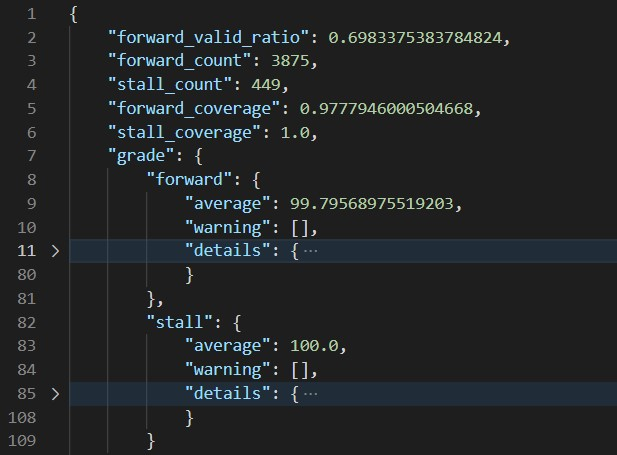 1 {
2 "forward_valid_ratio": 0.6983375383784824,
3 "forward_count": 3875,
4 "stall_count": 449,
5 "forward_coverage": 0.9777946000504668,
6 "stall_coverage": 1.0,
7 "grade": {
8 "forward": {
9 "average": 99.79568975519203,
10 "warning": [],
11 > "details": { ···
80 }
81 },
82 "stall": {
83 "average": 100.0,
84 "warning": [],
85 > "details": { ···
108 }
109 }